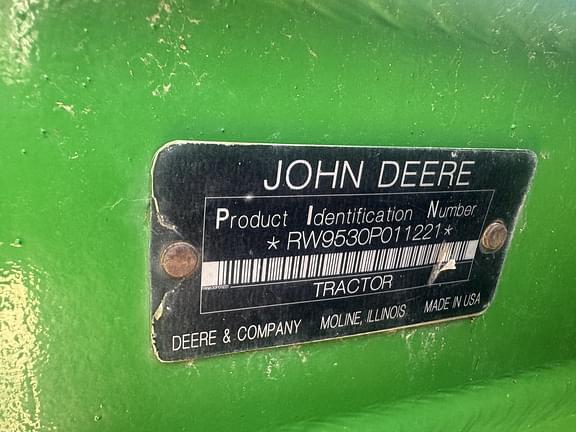 JOHN DEERE
Product Identification Number
* RW9530P011221 *
TRACTOR
DEERE & COMPANY MOLINE, ILLINOIS MADE IN USA